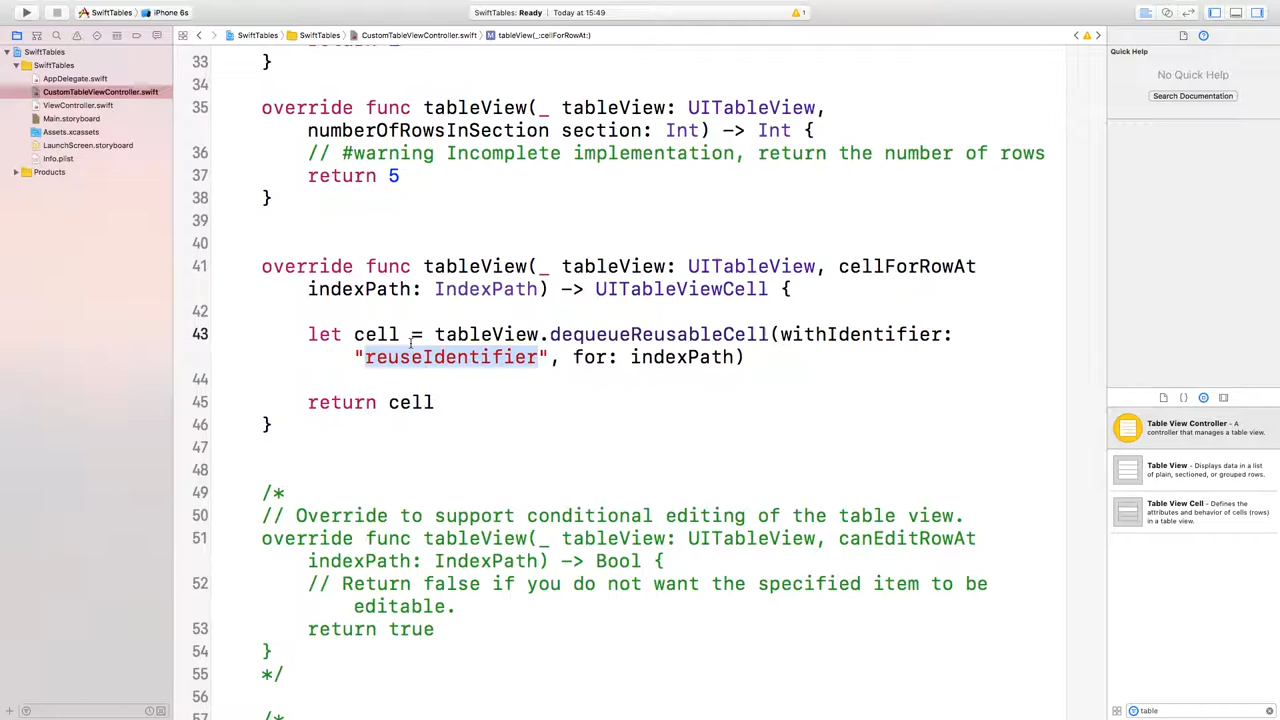 SwiftTables
iPhone 6s
SwiftTables: Ready
Today at 15:49
1
SwiftTables
SwiftTables
CustomTableViewController.swift
tableView(_:cellForRowAt:)
SwiftTables
SwiftTables
AppDelegate.swift
CustomTableViewController.swift
ViewController.swift
Main.storyboard
Assets.xcassets
LaunchScreen.storyboard
Info.plist
Products
33 }
34
35 override func tableView(_ tableView: UITableView,
numberOfRowsInSection section: Int) -> Int {
36 // #warning Incomplete implementation, return the number of rows
37 return 5
38 }
39
40
41 override func tableView(_ tableView: UITableView, cellForRowAt
indexPath: IndexPath) -> UITableViewCell {
42
43 let cell = tableView.dequeueReusableCell(withIdentifier:
"reuseIdentifier", for: indexPath)
44
45 return cell
46 }
47
48
49 /*
50 // Override to support conditional editing of the table view.
51 override func tableView(_ tableView: UITableView, canEditRowAt
indexPath: IndexPath) -> Bool {
52 // Return false if you do not want the specified item to be
editable.
53 return true
54 }
55 */
56
57 /*
Quick Help
No Quick Help
Search Documentation
Table View Controller - A
controller that manages a table view.
Table View - Displays data in a list
of plain, sectioned, or grouped rows.
Table View Cell - Defines the
attributes and behavior of cells (rows)
in a table view.
table